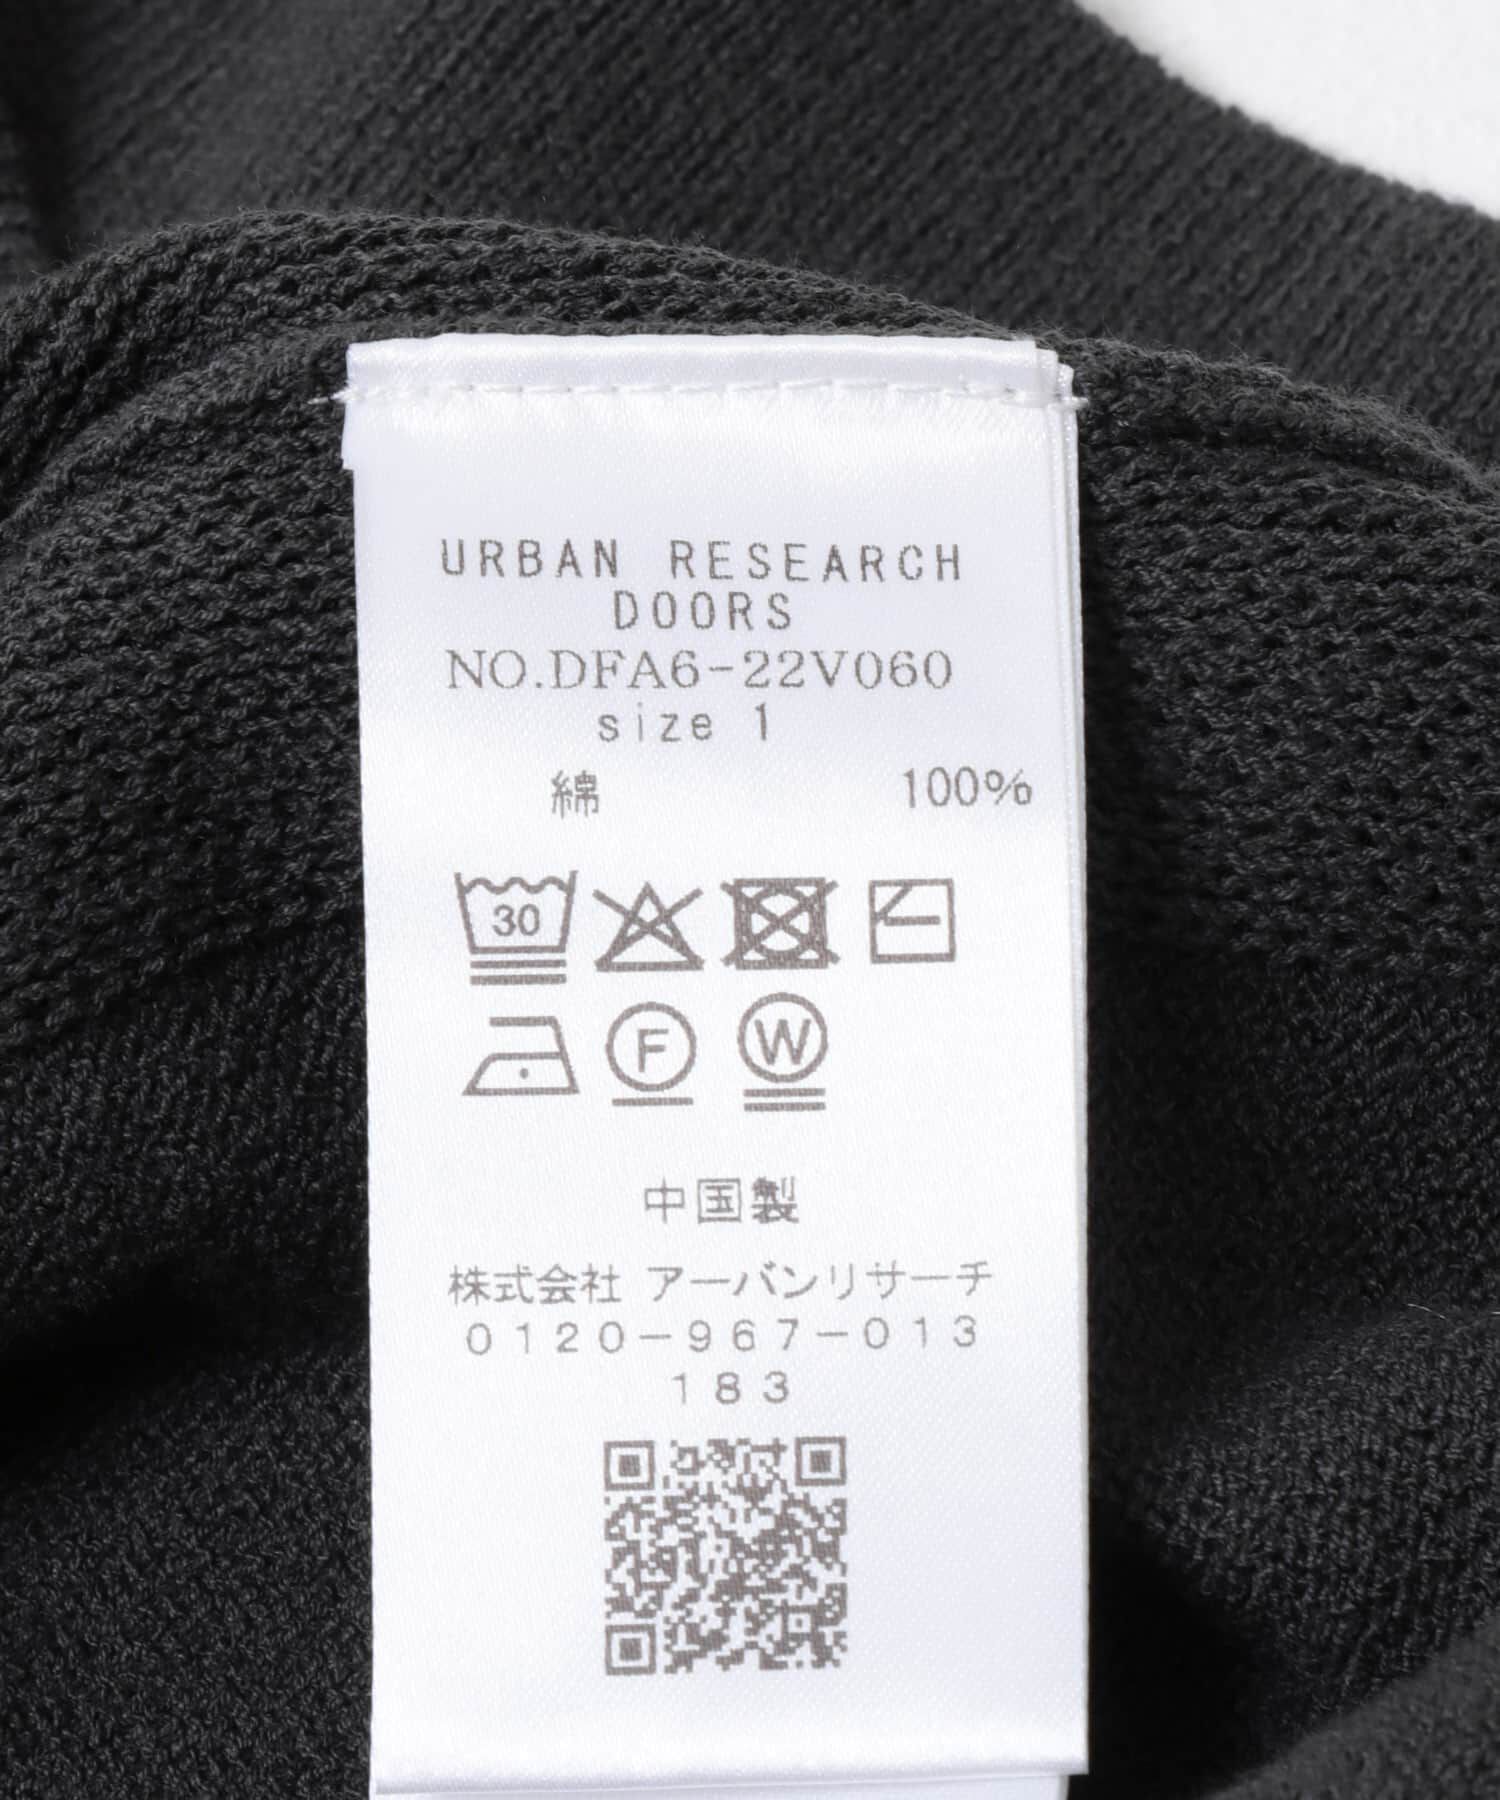 URBAN RESEARCH
DOORS
NO.DFA6-22V060
size 1
綿 100%
30
F W
中国製
株式会社 アーバンリサーチ
0120-967-013
183